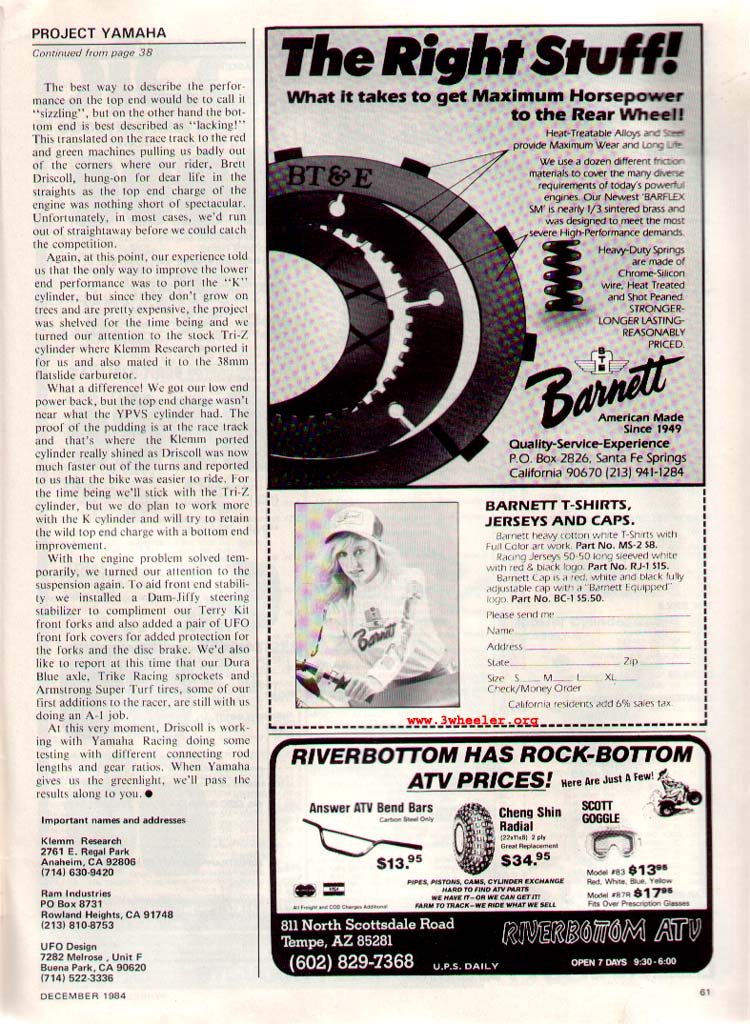 PROJECT YAMAHA
Continued from page 38
The best way to describe the perfor-
mance on the top end would be to call it
“sizzling”, but on the other hand the bot-
tom end is best described as “lacking!”
This translated on the race track to the red
and green machines pulling us badly out
of the corners where our rider, Brett
Driscoll, hung-on for dear life in the
straights as the top end charge of the
engine was nothing short of spectacular.
Unfortunately, in most cases, we'd run
out of straightaway before we could catch
the competition.
Again, at this point, our experience told
us that the only way to improve the lower
end performance was to port the “K”
cylinder, but since they don't grow on
trees and are pretty expensive, the project
was shelved for the time being and we
turned our attention to the stock Tri-Z
cylinder where Klemm Research ported it
for us and also mated it to the 38mm
flatslide carburetor.
What a difference! We got our low end
power back, but the top end charge wasn't
near what the YPVS cylinder had. The
proof of the pudding is at the race track
and that's where the Klemm ported
cylinder really shined as Driscoll was now
much faster out of the turns and reported
to us that the bike was easier to ride. For
the time being we'll stick with the Tri-Z
cylinder, but we do plan to work more
with the K cylinder and will try to retain
the wild top end charge with a bottom end
improvement.
With the engine problem solved tem-
porarily, we turned our attention to the
suspension again. To aid front end stabili-
ty we installed a Dam-Jiffy steering
stabilizer to compliment our Terry Kit
front forks and also added a pair of UFO
front fork covers for added protection for
the forks and the disc brake. We'd also
like to report at this time that our Dura
Blue axle, Trike Racing sprockets and
Armstrong Super Turf tires, some of our
first additions to the racer, are still with us
doing an A-1 job.
At this very moment, Driscoll is work-
ing with Yamaha Racing doing some
testing with different connecting rod
lengths and gear ratios. When Yamaha
gives us the greenlight, we'll pass the
results along to you. ●
Important names and addresses
Klemm Research
2761 E. Regal Park
Anaheim, CA 92806
(714) 630-9420
Ram Industries
PO Box 8731
Rowland Heights, CA 91748
(213) 810-8753
UFO Design
7282 Melrose , Unit F
Buena Park, CA 90620
(714) 522-3336
DECEMBER 1984
The Right Stuff!
What it takes to get Maximum Horsepower
to the Rear Wheel!
Heat-Treatable Alloys and Steel
provide Maximum Wear and Long Life.
We use a dozen different friction
materials to cover the many diverse
requirements of today's powerful
engines. Our Newest 'BARFLEX
SM' is nearly 1/3 sintered brass and
was designed to meet the most
severe High-Performance demands.
BT&E
Heavy-Duty Springs
are made of
Chrome-Silicon
wire, Heat Treated
and Shot Peaned.
STRONGER-
LONGER LASTING-
REASONABLY
PRICED.
Barnett
American Made
Since 1949
Quality-Service-Experience
P.O. Box 2826, Santa Fe Springs
California 90670 (213) 941-1284
Barnett
BARNETT T-SHIRTS,
JERSEYS AND CAPS.
Barnett heavy cotton white T-Shirts with
Full Color art work. Part No. MS-2 $8.
Racing Jerseys 50-50 long sleeved white
with red & black logo. Part No. RJ-1 $15.
Barnett Cap is a red, white and black fully
adjustable cap with a "Barnett Equipped"
logo. Part No. BC-1 $5.50.
Please send me
Name
Address
State Zip
Size S M L XL
Check/Money Order
California residents add 6% sales tax.
www.3wheeler.org
RIVERBOTTOM HAS ROCK-BOTTOM
ATV PRICES! Here Are Just A Few!
Answer ATV Bend Bars
Carbon Steel Only
$13.95
Cheng Shin
Radial
(22x11x8) 2 ply
Great Replacement
$34.95
SCOTT
GOGGLE
Model #83 $13.95
Red, White, Blue, Yellow
Model #87R $17.95
Fits Over Prescription Glasses
PIPES, PISTONS, CAMS, CYLINDER EXCHANGE
HARD TO FIND ATV PARTS
WE HAVE IT—OR WE CAN GET IT!
FARM TO TRACK—WE RIDE WHAT WE SELL
All Freight and COD Charges Additional
811 North Scottsdale Road
Tempe, AZ 85281
(602) 829-7368
U.P.S. DAILY
RIVERBOTTOM ATV
OPEN 7 DAYS 9:30-6:00
61